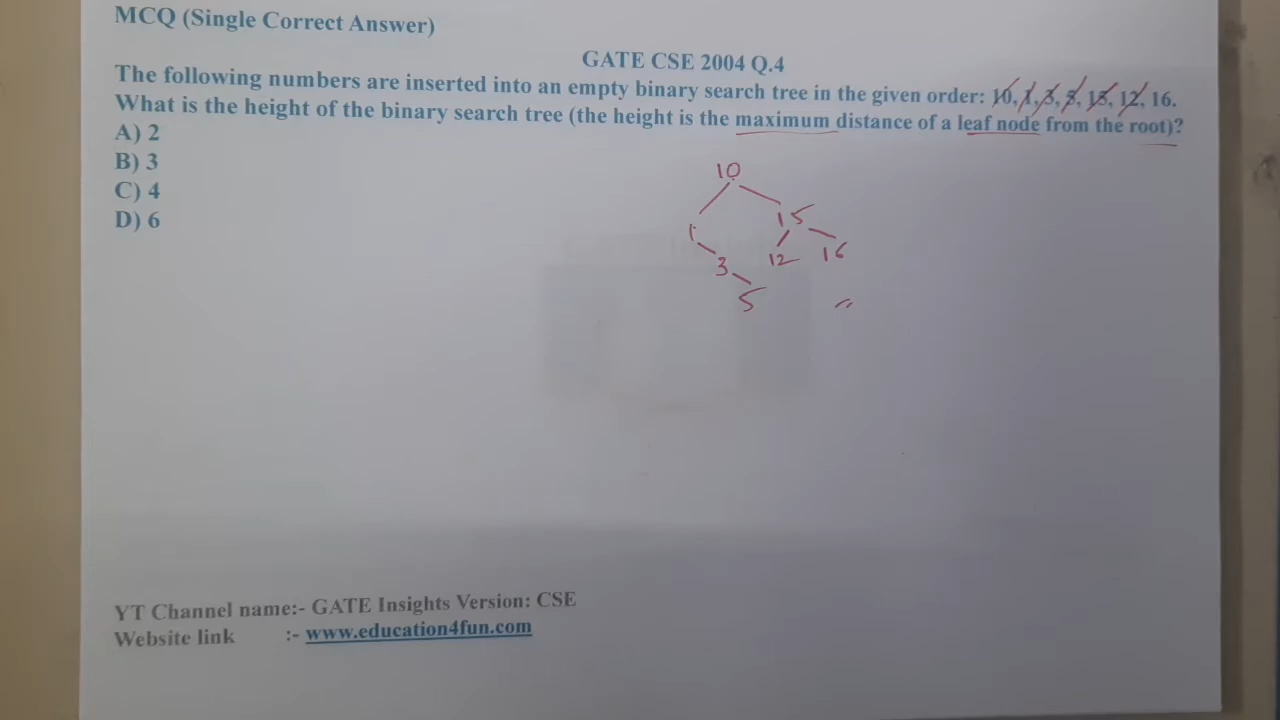 MCQ (Single Correct Answer)
GATE CSE 2004 Q.4
The following numbers are inserted into an empty binary search tree in the given order: 10, 1, 3, 5, 15, 12, 16.
What is the height of the binary search tree (the height is the maximum distance of a leaf node from the root)?
A) 2
B) 3
C) 4
D) 6
10
1 15
3 12 16
5
YT Channel name:- GATE Insights Version: CSE
Website link :- www.education4fun.com